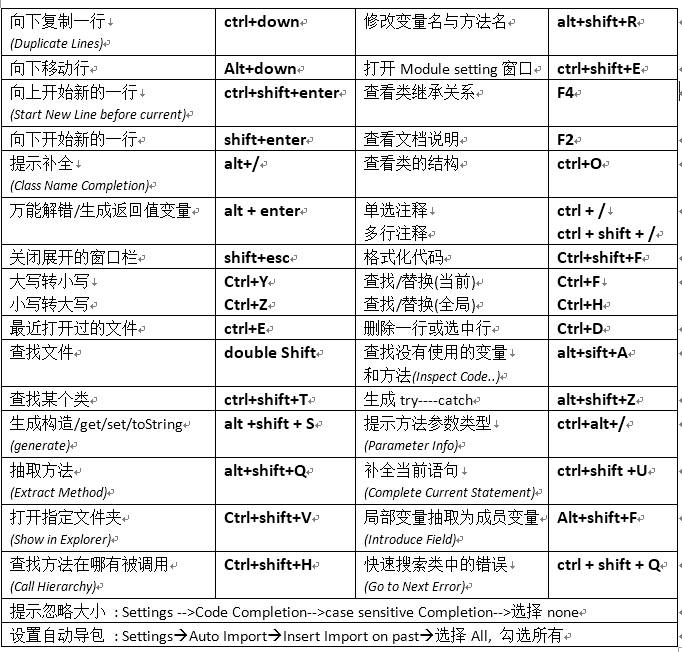 向下复制一行 ctrl+down 修改变量名与方法名 alt+shift+R
(Duplicate Lines)
向下移动行 Alt+down 打开 Module setting 窗口 ctrl+shift+E
向上开始新的一行 ctrl+shift+enter 查看类继承关系 F4
(Start New Line before current)
向下开始新的一行 shift+enter 查看文档说明 F2
提示补全 alt+/ 查看类的结构 ctrl+O
(Class Name Completion)
万能解错/生成返回值变量 alt + enter 单选注释 ctrl + /
多行注释 ctrl + shift + /
关闭展开的窗口栏 shift+esc 格式化代码 Ctrl+shift+F
大写转小写 Ctrl+Y 查找/替换(当前) Ctrl+F
小写转大写 Ctrl+Z 查找/替换(全局) Ctrl+H
最近打开过的文件 ctrl+E 删除一行或选中行 Ctrl+D
查找文件 double Shift 查找没有使用的变量 alt+sift+A
和方法(Inspect Code..)
查找某个类 ctrl+shift+T 生成 try----catch alt+shift+Z
生成构造/get/set/toString alt +shift + S 提示方法参数类型 ctrl+alt+/
(generate) (Parameter Info)
抽取方法 alt+shift+Q 补全当前语句 ctrl+shift +U
(Extract Method) (Complete Current Statement)
打开指定文件夹 Ctrl+shift+V 局部变量抽取为成员变量 Alt+shift+F
(Show in Explorer) (Introduce Field)
查找方法在哪有被调用 Ctrl+shift+H 快速搜索类中的错误 ctrl + shift + Q
(Call Hierarchy) (Go to Next Error)
提示忽略大小 : Settings -->Code Completion-->case sensitive Completion-->选择 none
设置自动导包 : Settings→Auto Import→Insert Import on past→选择 All, 勾选所有